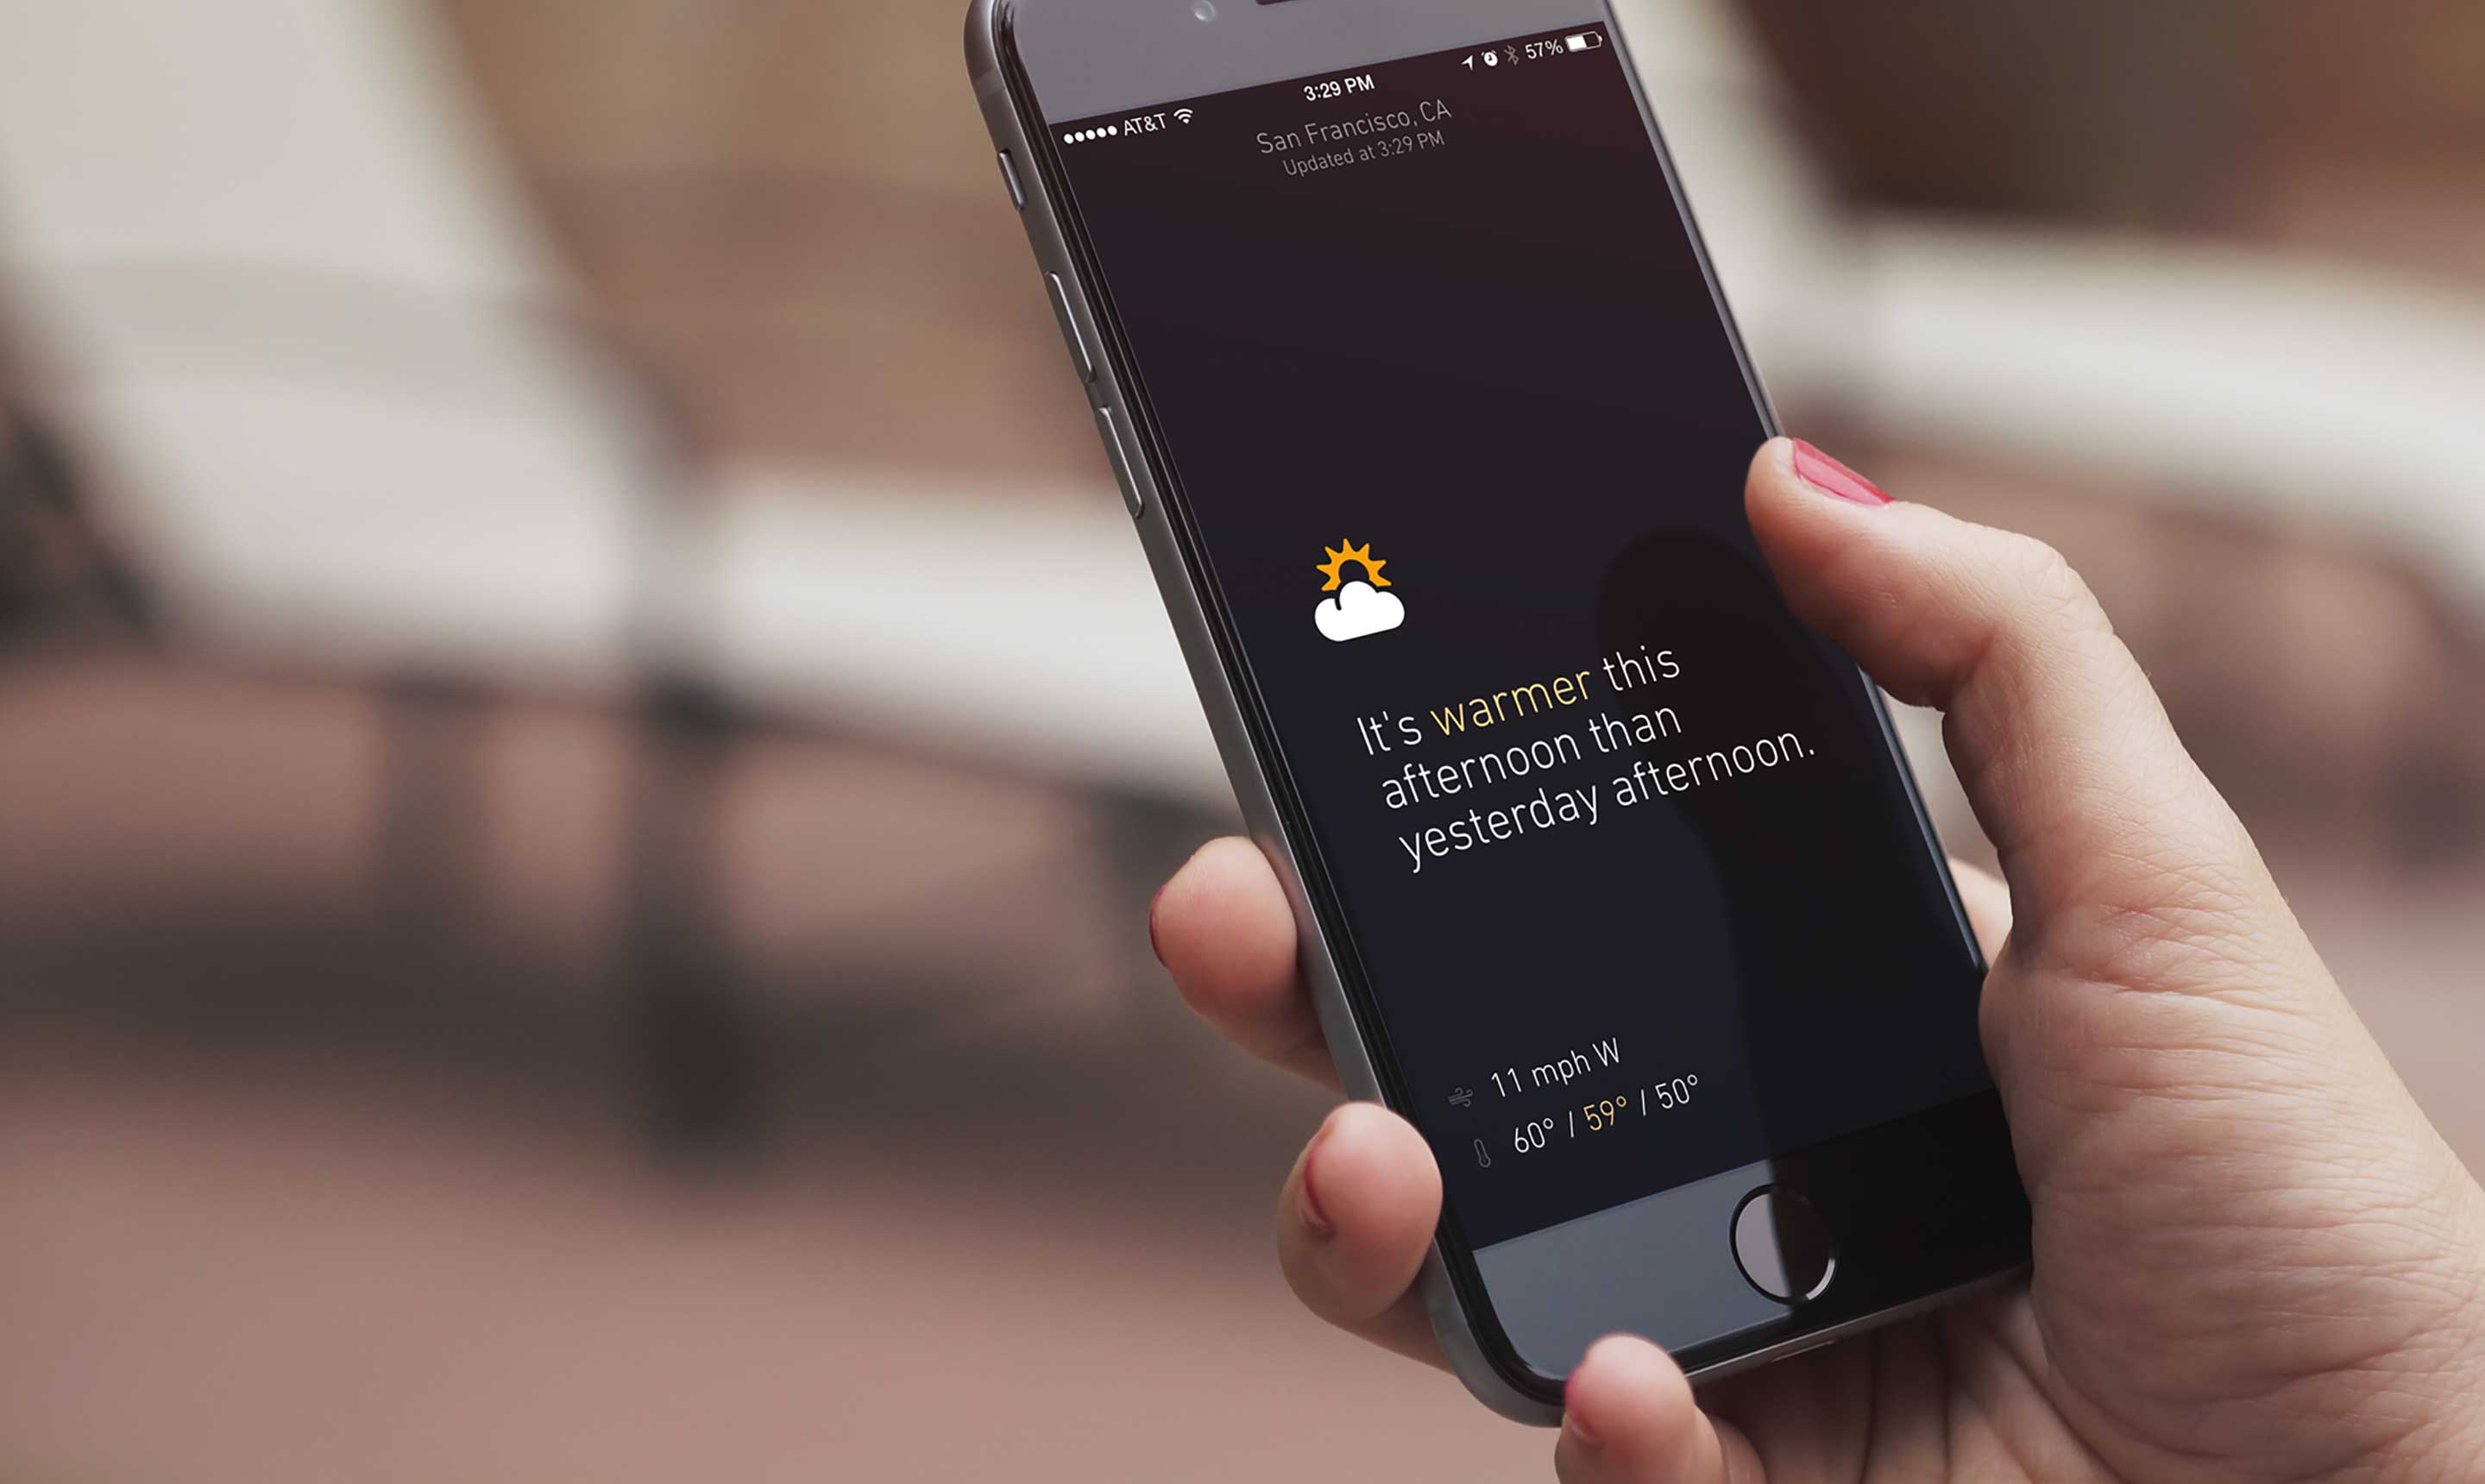 AT&T 3:29 PM 57%
San Francisco, CA
Updated at 3:29 PM
It's warmer this
afternoon than
yesterday afternoon.
11 mph W
60° / 59° / 50°